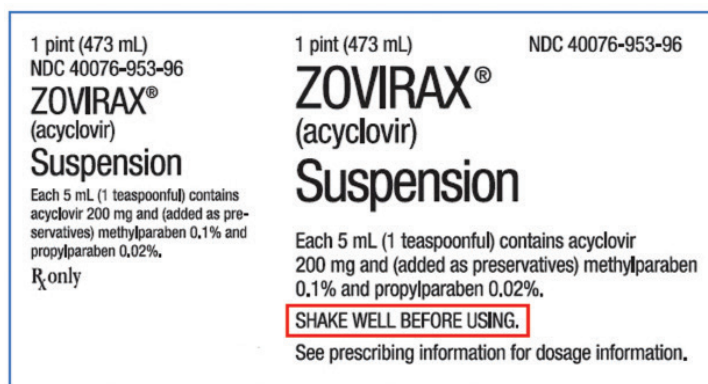 1 pint (473 mL)
NDC 40076-953-96
ZOVIRAX®
(acyclovir)
Suspension
Each 5 mL (1 teaspoonful) contains
acyclovir 200 mg and (added as pre-
servatives) methylparaben 0.1% and
propylparaben 0.02%.
℞ only
1 pint (473 mL) NDC 40076-953-96
ZOVIRAX®
(acyclovir)
Suspension
Each 5 mL (1 teaspoonful) contains acyclovir
200 mg and (added as preservatives) methylparaben
0.1% and propylparaben 0.02%.
SHAKE WELL BEFORE USING.
See prescribing information for dosage information.